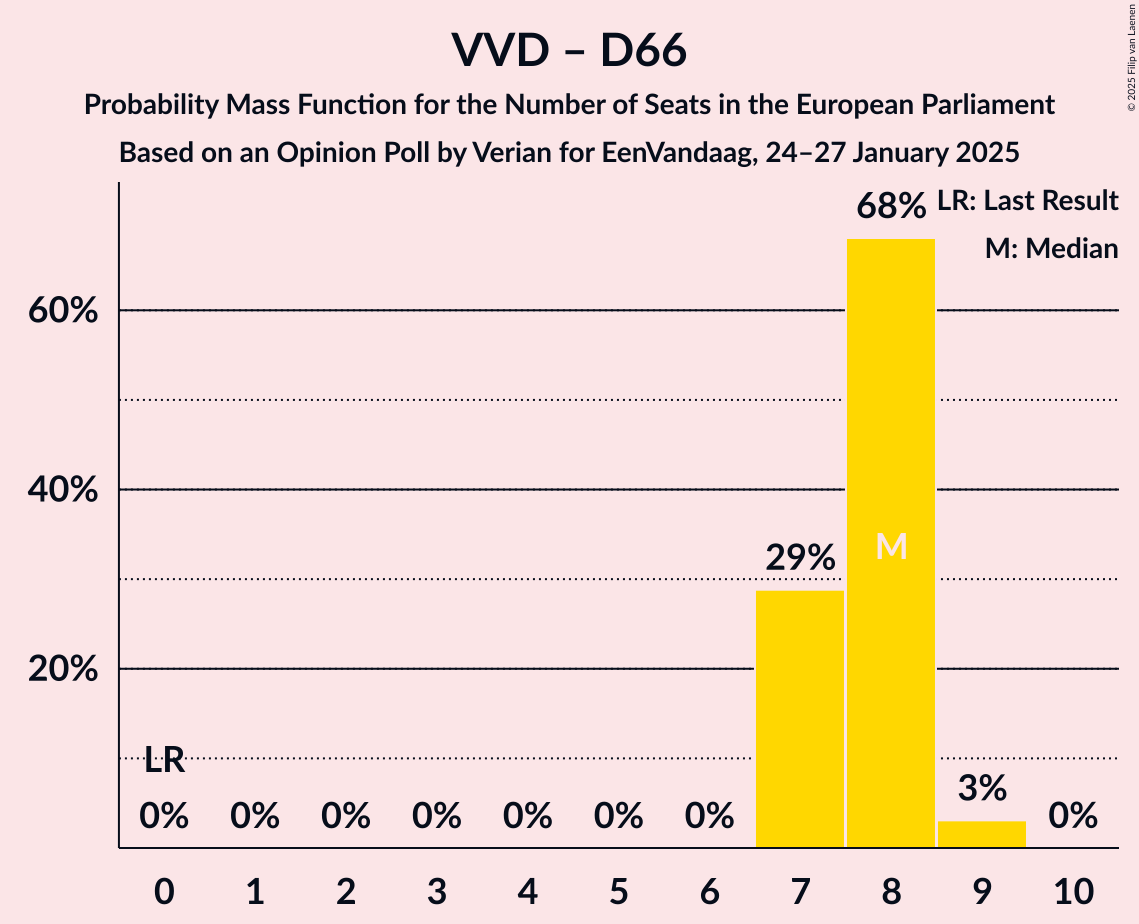 VVD – D66
Probability Mass Function for the Number of Seats in the European Parliament
Based on an Opinion Poll by Verian for EenVandaag, 24–27 January 2025
© 2025 Filip van Laenen
LR: Last Result
M: Median
60%
40%
20%
LR
M
0% 0% 0% 0% 0% 0% 0% 29% 68% 3% 0%
0 1 2 3 4 5 6 7 8 9 10